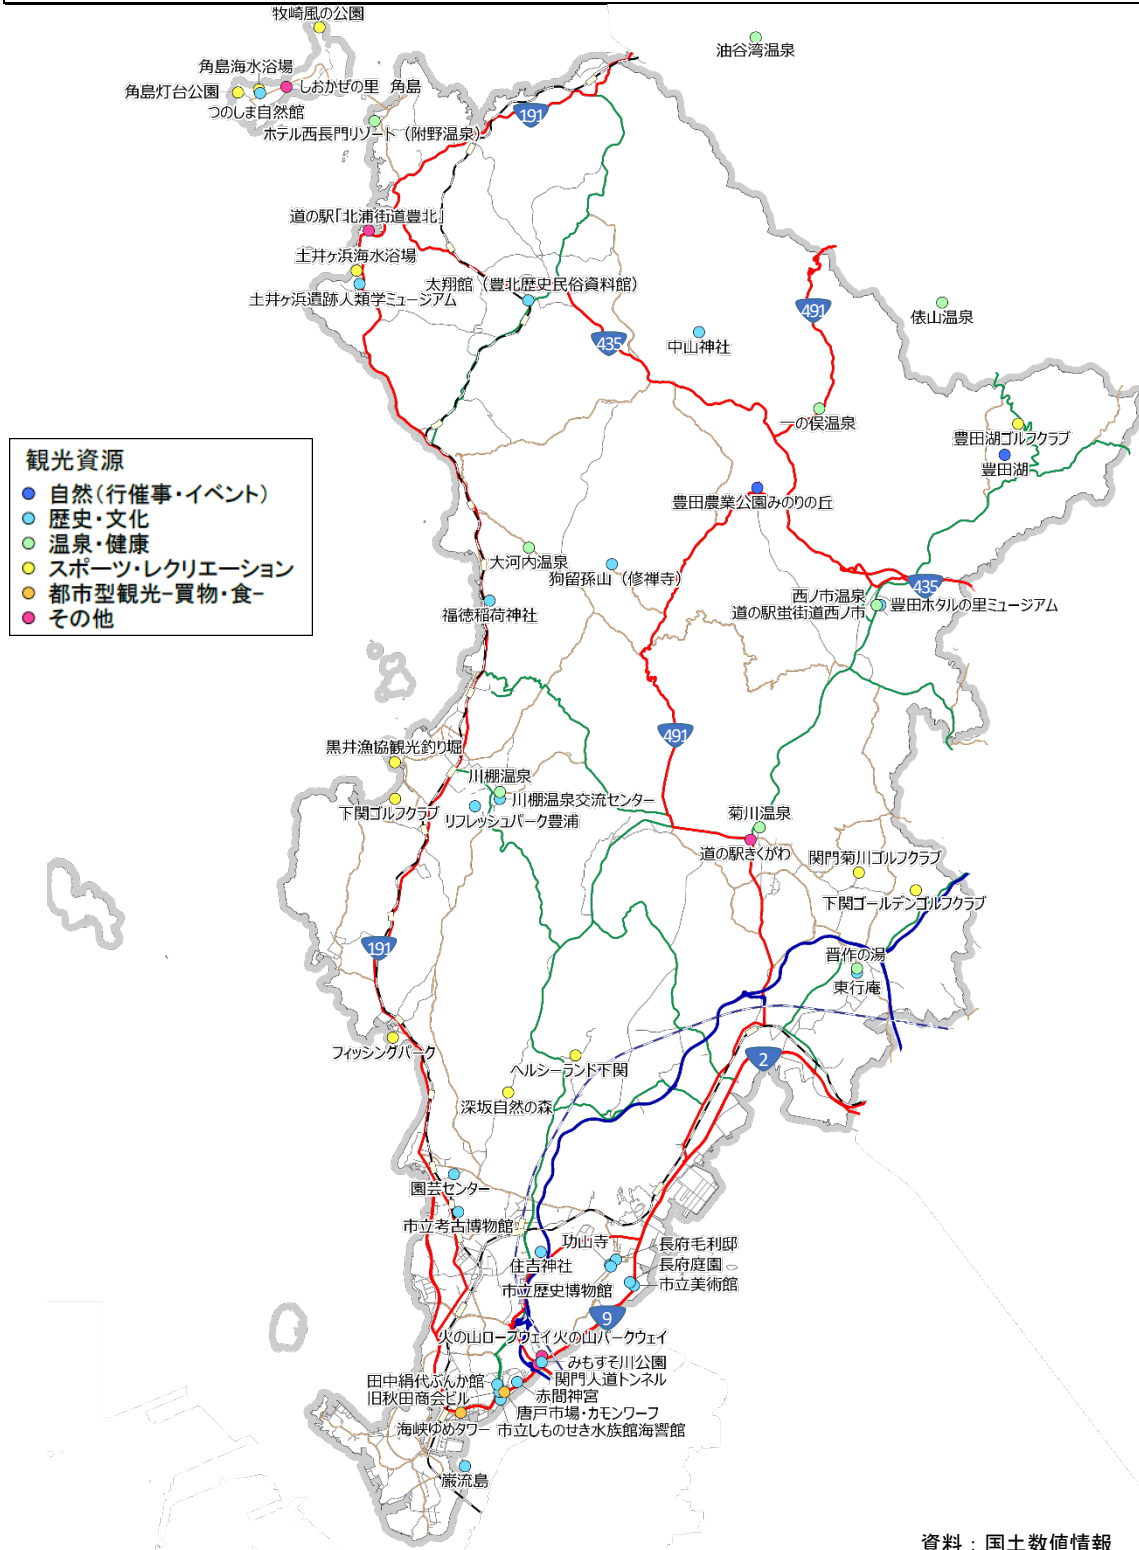 牧崎風の公園
油谷湾温泉
角島海水浴場
角島灯台公園
しおかぜの里 角島
つのしま自然館
191
ホテル西長門リゾート（附野温泉）
道の駅「北浦街道豊北」
土井ヶ浜海水浴場
太翔館（豊北歴史民俗資料館）
土井ヶ浜遺跡人類学ミュージアム
491
俵山温泉
435
中山神社
一の俣温泉
豊田湖ゴルフクラブ
豊田湖
観光資源
自然（行催事・イベント）
歴史・文化
温泉・健康
スポーツ・レクリエーション
都市型観光-買物・食-
その他
豊田農業公園みのりの丘
大河内温泉
狗留孫山（修禅寺）
435
西ノ市温泉
道の駅蛍街道西ノ市
豊田ホタルの里ミュージアム
福徳稲荷神社
491
黒井漁協観光釣り堀
川棚温泉
川棚温泉交流センター
下関ゴルフクラブ
リフレッシュパーク豊浦
菊川温泉
道の駅きくがわ
関門菊川ゴルフクラブ
下関ゴールデンゴルフクラブ
191
晋作の湯
東行庵
フィッシングパーク
2
ヘルシーランド下関
深坂自然の森
園芸センター
市立考古博物館
功山寺
長府毛利邸
住吉神社
長府庭園
市立歴史博物館
市立美術館
9
火の山ロープウェイ
火の山パークウェイ
みもすそ川公園
田中絹代ぶんか館
関門人道トンネル
旧秋田商会ビル
赤間神宮
唐戸市場・カモンワーフ
海峡ゆめタワー
市立しものせき水族館海響館
巌流島
資料：国土数値情報